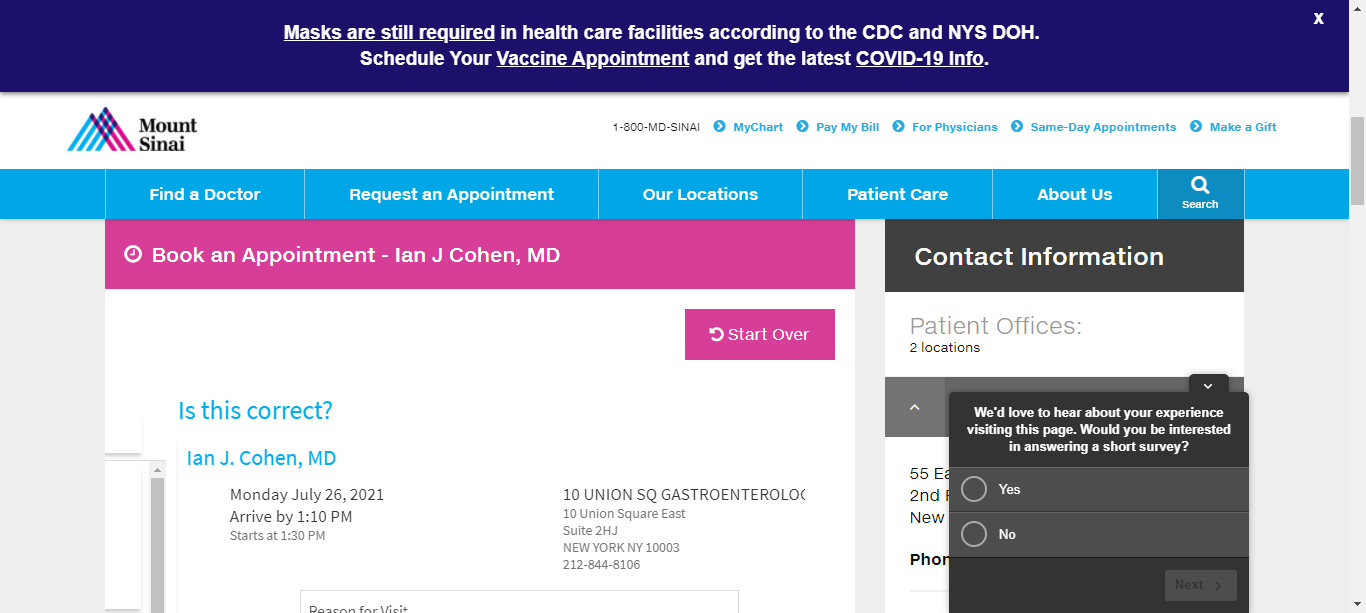 Masks are still required in health care facilities according to the CDC and NYS DOH.
Schedule Your Vaccine Appointment and get the latest COVID-19 Info.
X
Mount
Sinai
1-800-MD-SINAI MyChart Pay My Bill For Physicians Same-Day Appointments Make a Gift
Find a Doctor Request an Appointment Our Locations Patient Care About Us Search
Book an Appointment - Ian J Cohen, MD
Start Over
Is this correct?
Ian J. Cohen, MD
Monday July 26, 2021
Arrive by 1:10 PM
Starts at 1:30 PM
10 UNION SQ GASTROENTEROLO
10 Union Square East
Suite 2HJ
NEW YORK NY 10003
212-844-8106
Reason for Visit
Contact Information
Patient Offices:
2 locations
55 Ea
2nd
New
Phon
We'd love to hear about your experience
visiting this page. Would you be interested
in answering a short survey?
Yes
No
Next